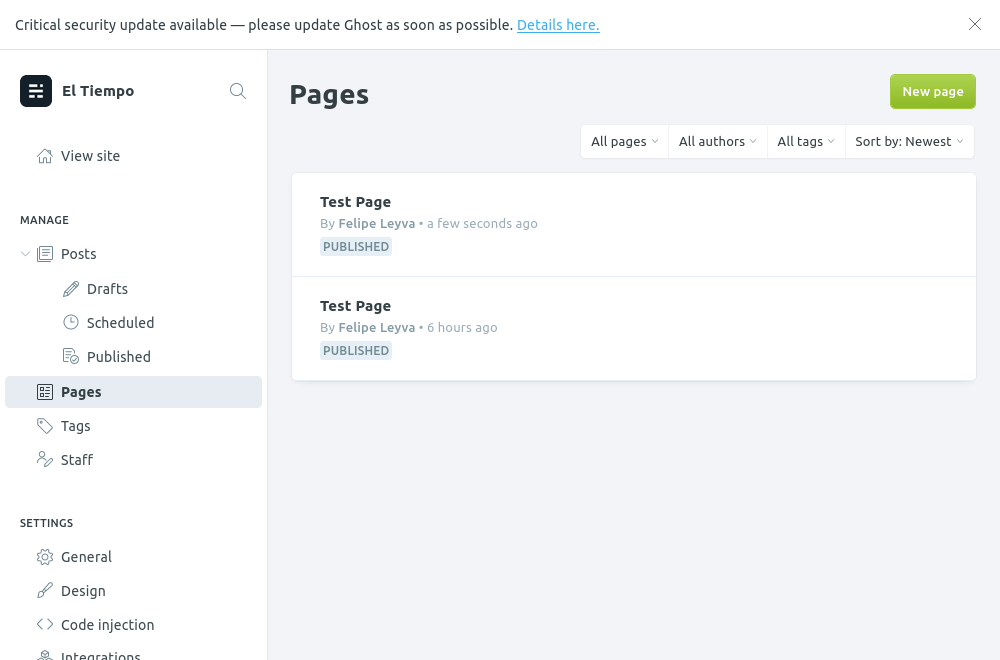 Critical security update available — please update Ghost as soon as possible. Details here.
El Tiempo
View site
MANAGE
Posts
Drafts
Scheduled
Published
Pages
Tags
Staff
SETTINGS
General
Design
Code injection
Integrations
Pages
New page
All pages
All authors
All tags
Sort by: Newest
Test Page
By Felipe Leyva • a few seconds ago
PUBLISHED
Test Page
By Felipe Leyva • 6 hours ago
PUBLISHED